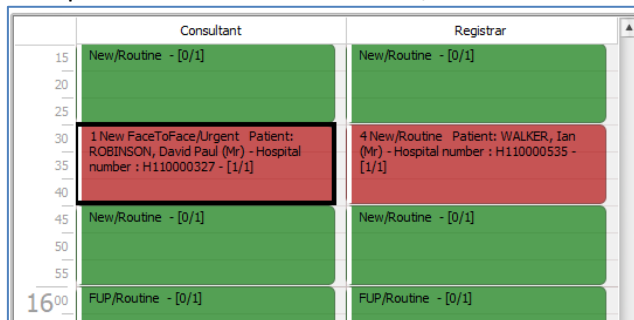 Consultant Registrar
15 New/Routine - [0/1] New/Routine - [0/1]
20
25
30 1 New FaceToFace/Urgent Patient: 4 New/Routine Patient: WALKER, Ian
ROBINSON, David Paul (Mr) - Hospital (Mr) - Hospital number : H110000535 -
35 number : H110000327 - [1/1] [1/1]
40
45 New/Routine - [0/1] New/Routine - [0/1]
50
55
16 00 FUP/Routine - [0/1] FUP/Routine - [0/1]